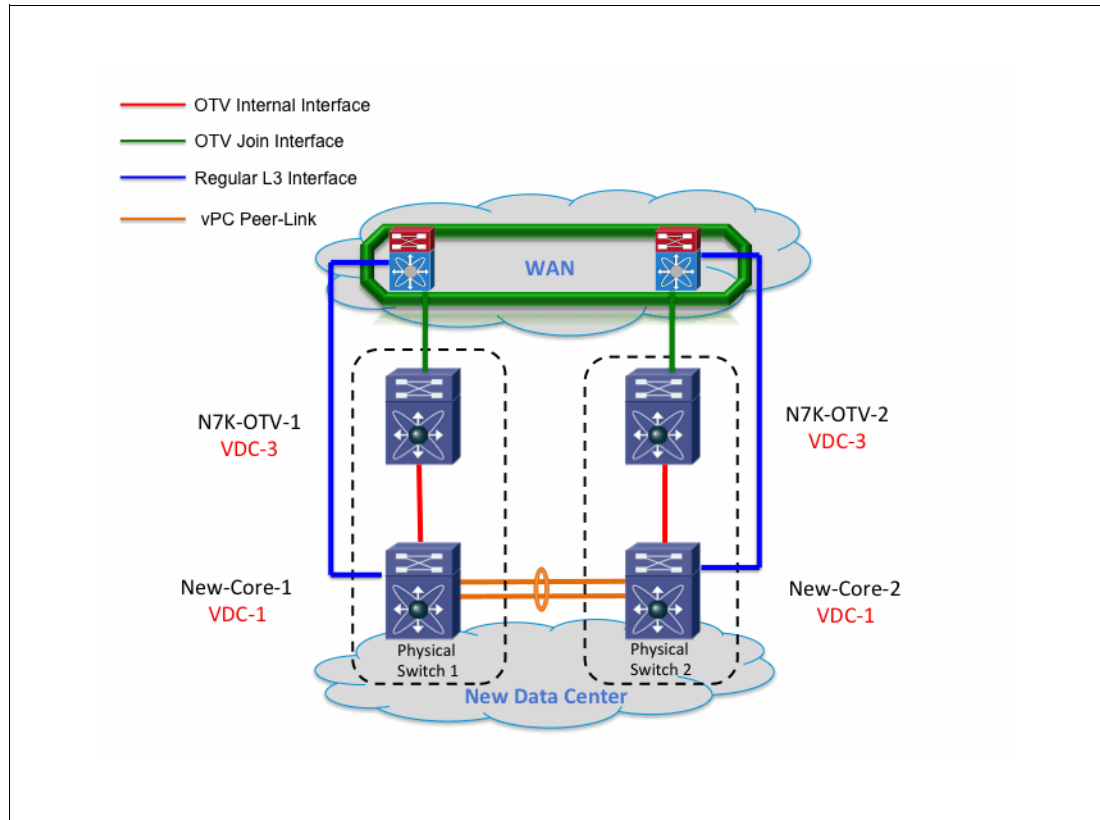 OTV Internal Interface
OTV Join Interface
Regular L3 Interface
vPC Peer-Link
WAN
N7K-OTV-1
VDC-3
N7K-OTV-2
VDC-3
New-Core-1
VDC-1
New-Core-2
VDC-1
Physical
Switch 1
Physical
Switch 2
New Data Center